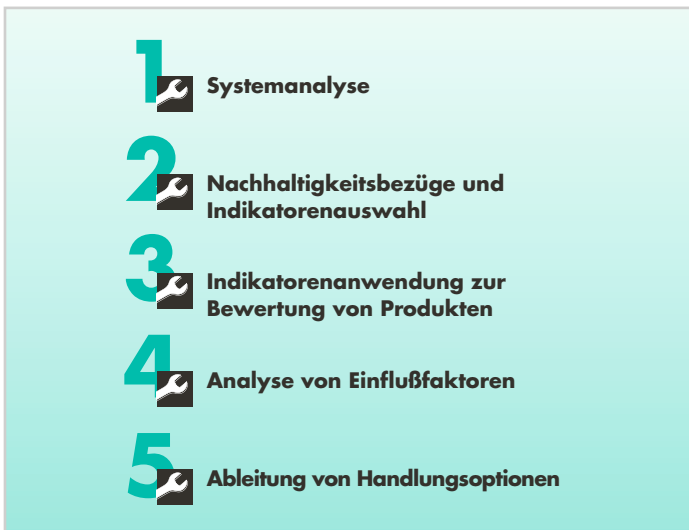 1 Systemanalyse
2 Nachhaltigkeitsbezüge und
Indikatorenauswahl
3 Indikatorenanwendung zur
Bewertung von Produkten
4 Analyse von Einflußfaktoren
5 Ableitung von Handlungsoptionen